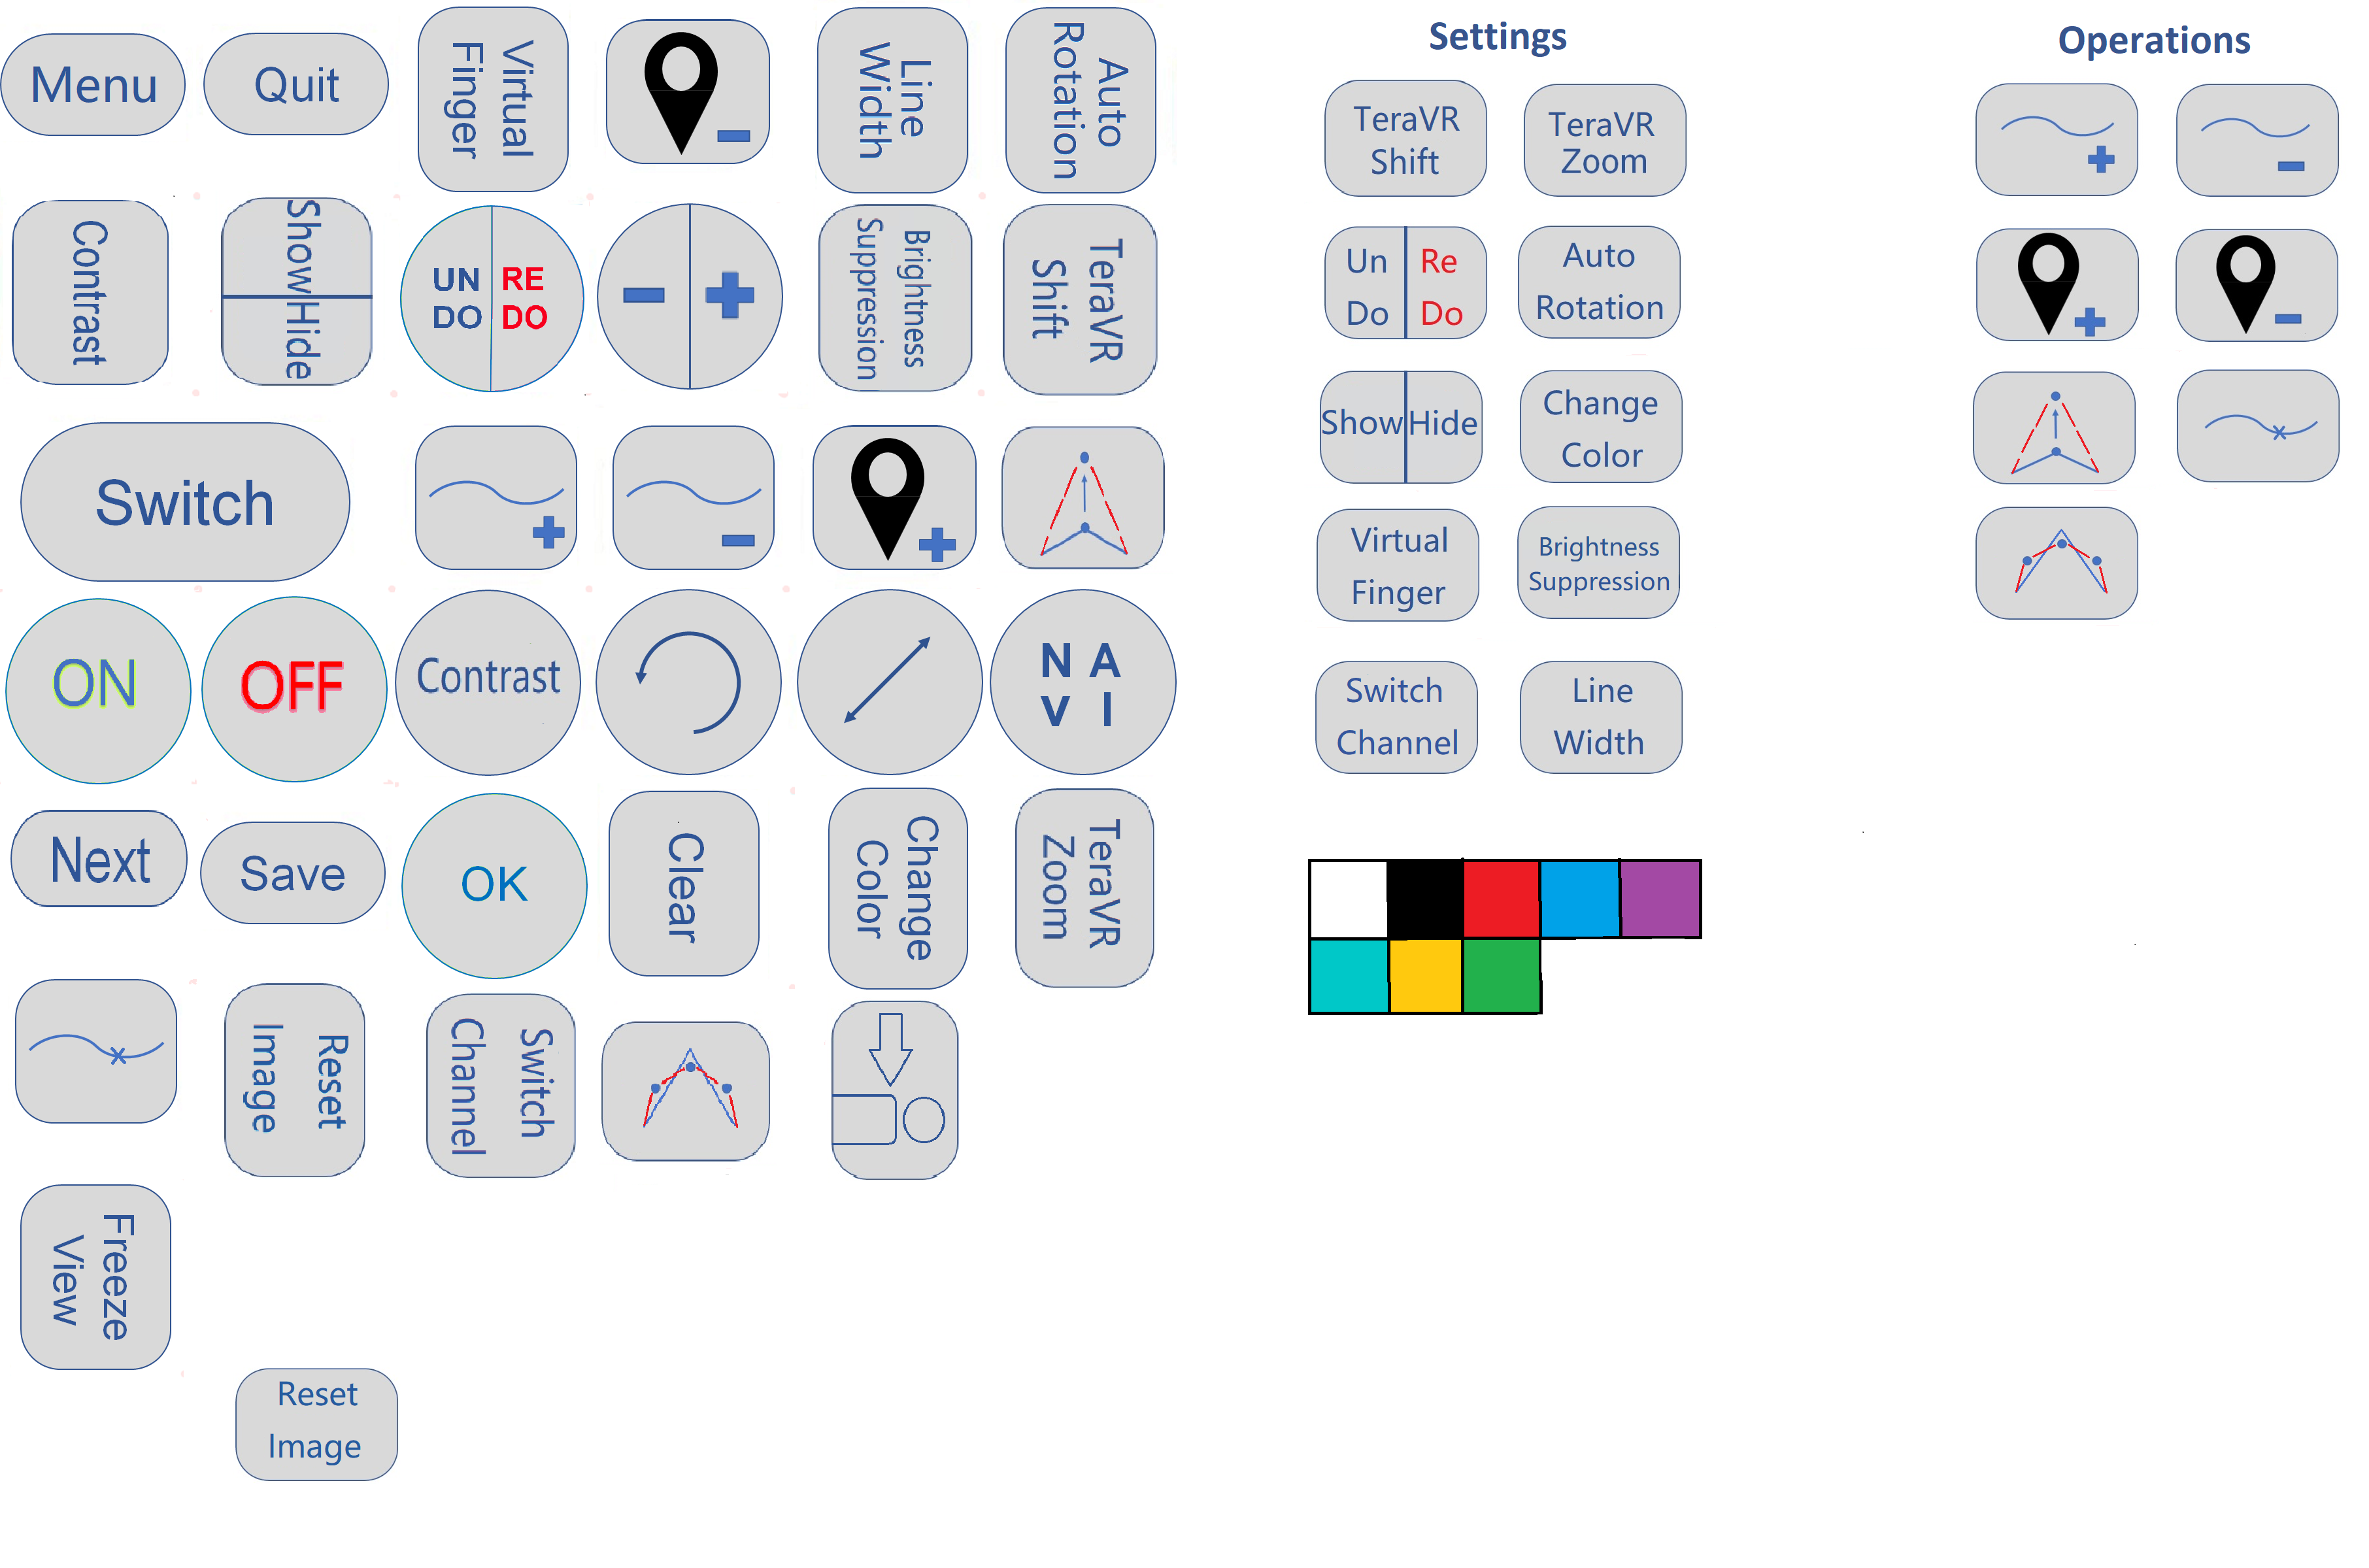 Menu
Quit
Virtual
Finger
Line
Width
Auto
Rotation
Contrast
Show
Hide
UN
DO
RE
DO
Brightness
Suppression
TeraVR
Shift
Switch
ON
OFF
Contrast
N A
V I
Next
Save
OK
Clear
Change
Color
TeraVR
Zoom
Reset
Image
Switch
Channel
Freeze
View
Reset
Image
Settings
TeraVR
Shift
TeraVR
Zoom
Un
Do
Re
Do
Auto
Rotation
Show
Hide
Change
Color
Virtual
Finger
Brightness
Suppression
Switch
Channel
Line
Width
Operations